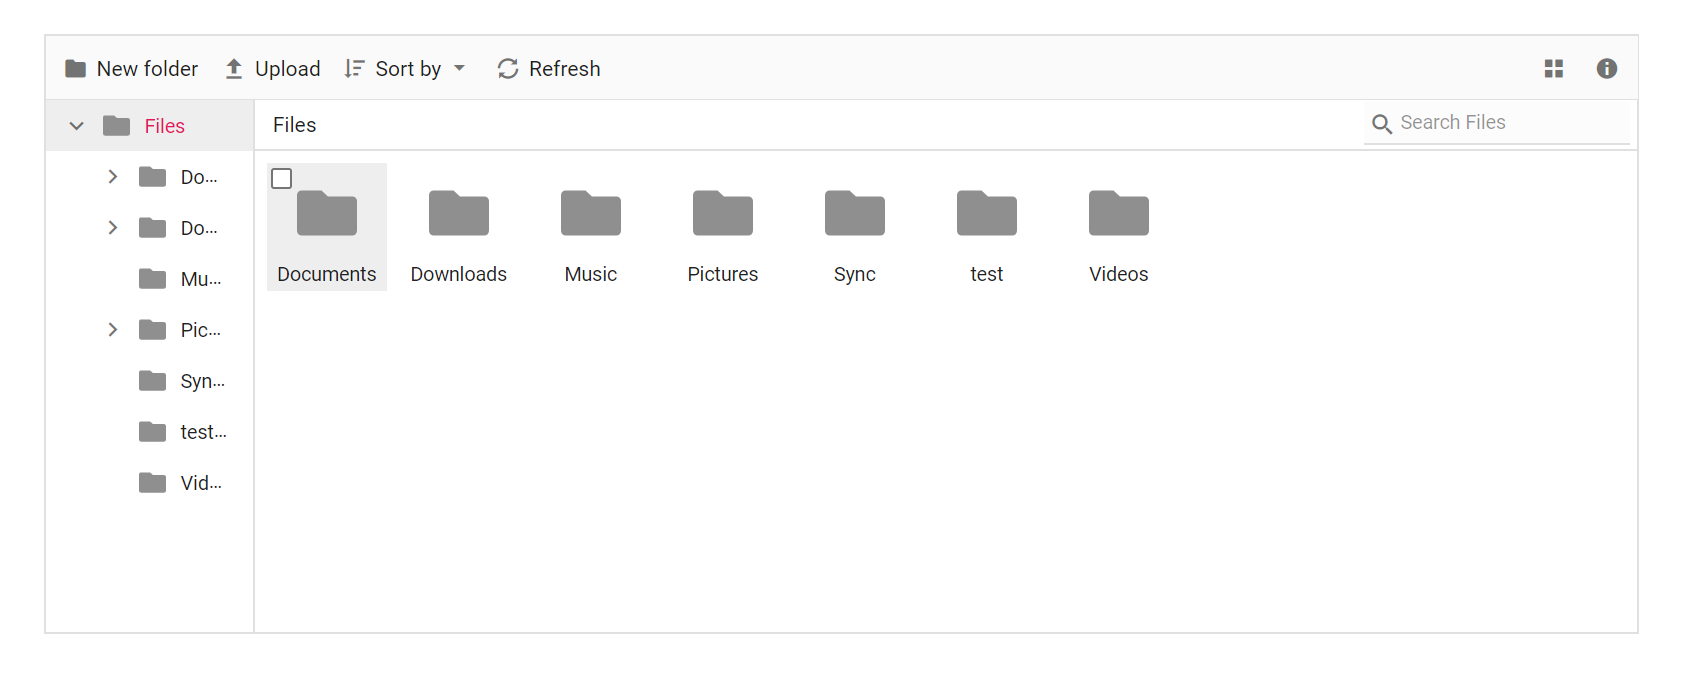 New folder Upload Sort by Refresh
Files
Files
Search Files
Do...
Do...
Mu...
Pic...
Syn...
test...
Vid...
Documents Downloads Music Pictures Sync test Videos